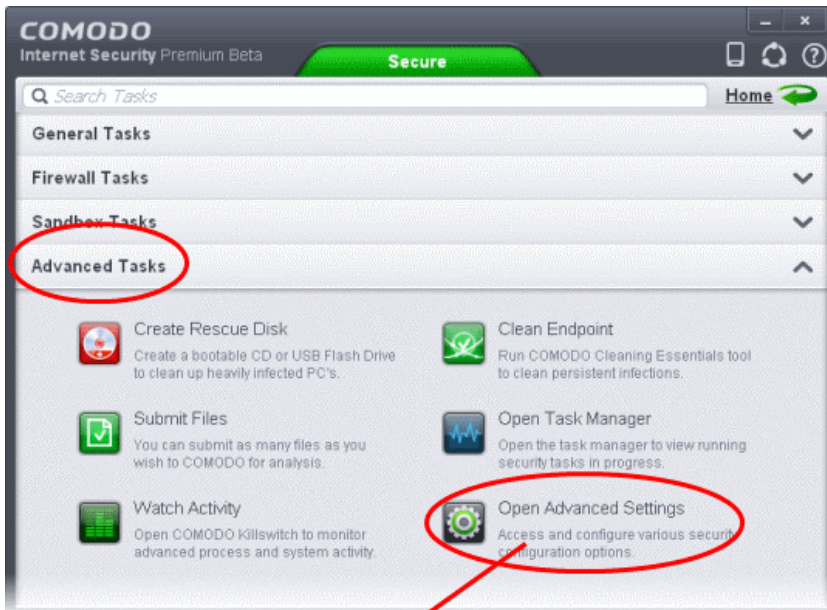 COMODO
Internet Security Premium Beta
Secure
Search Tasks
Home
General Tasks
Firewall Tasks
Sandbox Tasks
Advanced Tasks
Create Rescue Disk
Create a bootable CD or USB Flash Drive
to clean up heavily infected PC's.
Clean Endpoint
Run COMODO Cleaning Essentials tool
to clean persistent infections.
Submit Files
You can submit as many files as you
wish to COMODO for analysis.
Open Task Manager
Open the task manager to view running
security tasks in progress.
Watch Activity
Open COMODO Killswitch to monitor
advanced process and system activity.
Open Advanced Settings
Access and configure various security
configuration options.